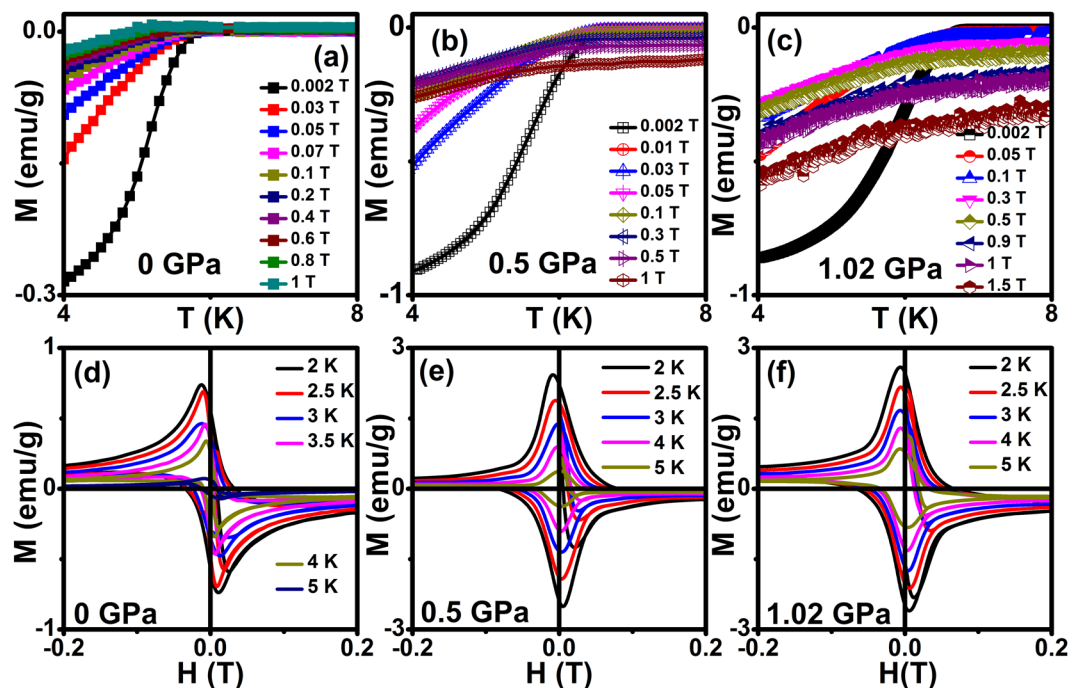 0.0
-0.3
M (emu/g)
(a)
0.002 T
0.03 T
0.05 T
0.07 T
0.1 T
0.2 T
0.4 T
0.6 T
0.8 T
1 T
0 GPa
4
8
T (K)
0
-1
M (emu/g)
(b)
0.002 T
0.01 T
0.03 T
0.05 T
0.1 T
0.3 T
0.5 T
1 T
0.5 GPa
4
8
T (K)
0
-1
M (emu/g)
(c)
0.002 T
0.05 T
0.1 T
0.3 T
0.5 T
0.9 T
1 T
1.5 T
1.02 GPa
4
8
T (K)
1
0
-1
M (emu/g)
(d)
2 K
2.5 K
3 K
3.5 K
4 K
5 K
0 GPa
-0.2
0.0
0.2
H (T)
3
0
-3
M (emu/g)
(e)
2 K
2.5 K
3 K
4 K
5 K
0.5 GPa
-0.2
0.0
0.2
H (T)
3
0
-3
M (emu/g)
(f)
2 K
2.5 K
3 K
4 K
5 K
1.02 GPa
-0.2
0.0
0.2
H(T)